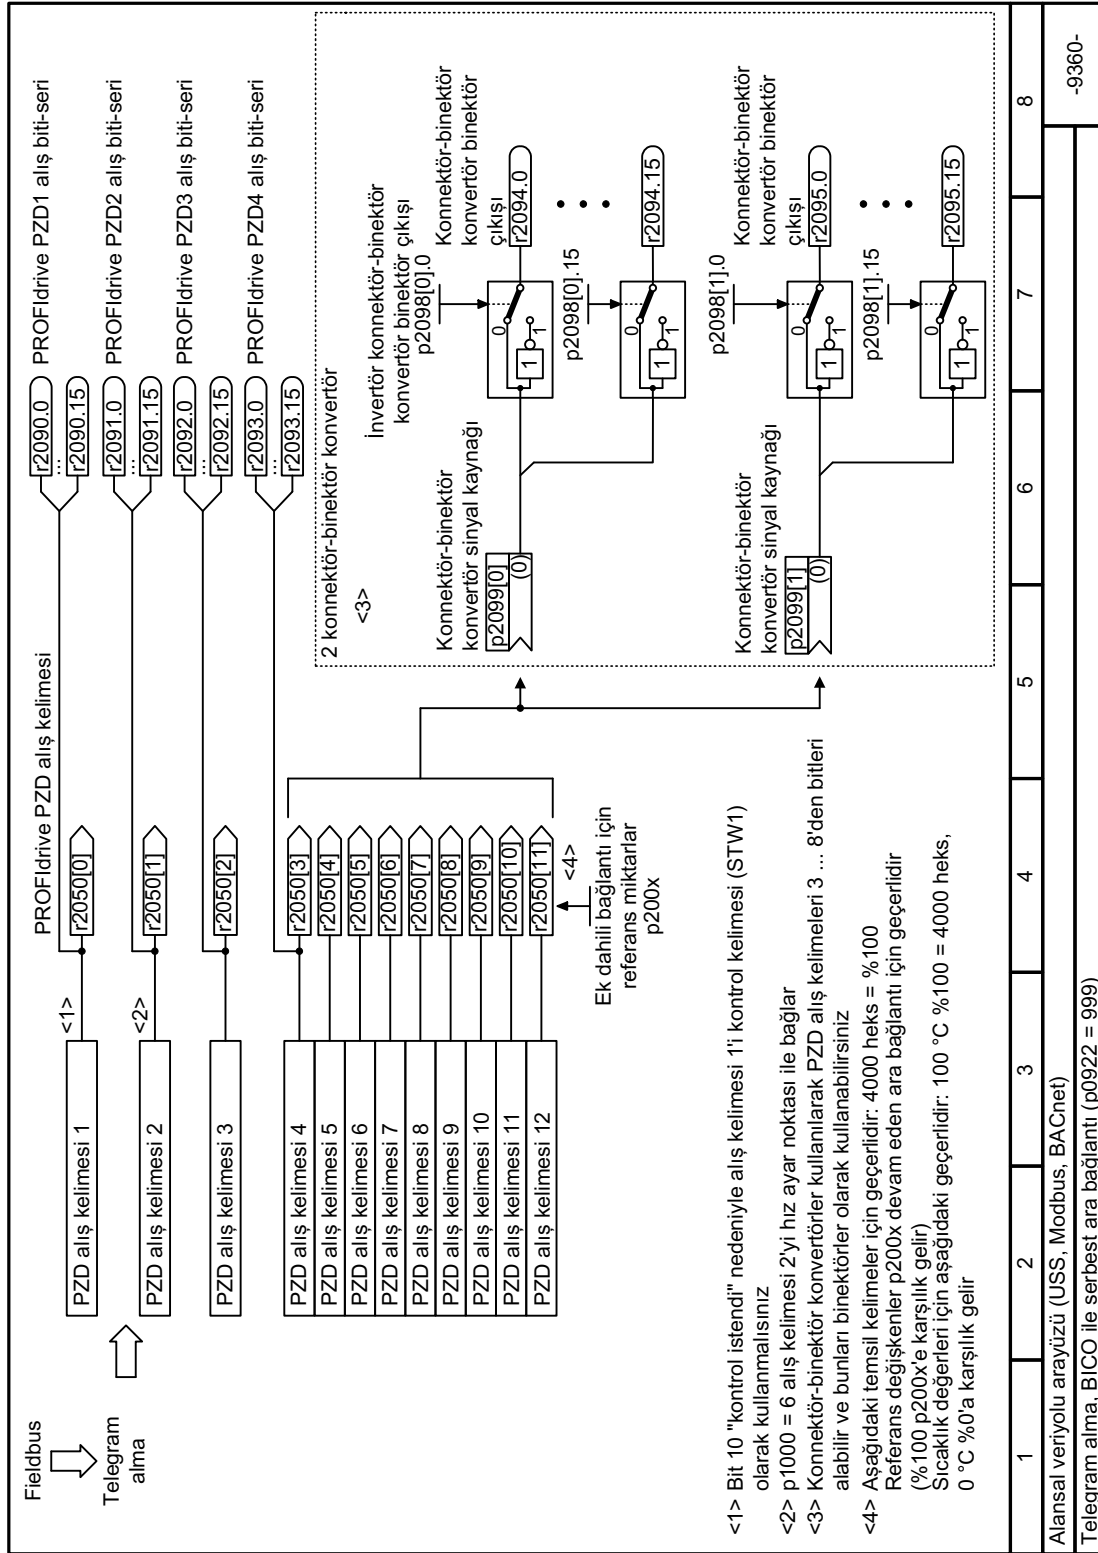 Fieldbus
Telegram
alma
PZD alış kelimesi 1
<1>
PZD alış kelimesi 2
<2>
PZD alış kelimesi 3
PZD alış kelimesi 4
PZD alış kelimesi 5
PZD alış kelimesi 6
PZD alış kelimesi 7
PZD alış kelimesi 8
PZD alış kelimesi 9
PZD alış kelimesi 10
PZD alış kelimesi 11
PZD alış kelimesi 12
PROFIdrive PZD alış kelimesi
r2050[0]
r2050[1]
r2050[2]
r2050[3]
r2050[4]
r2050[5]
r2050[6]
r2050[7]
r2050[8]
r2050[9]
r2050[10]
r2050[11]
<4>
Ek dahili bağlantı için
referans miktarlar
p200x
r2090.0 PROFIdrive PZD1 alış biti-seri
...
r2090.15
r2091.0 PROFIdrive PZD2 alış biti-seri
...
r2091.15
r2092.0 PROFIdrive PZD3 alış biti-seri
...
r2092.15
r2093.0 PROFIdrive PZD4 alış biti-seri
...
r2093.15
2 konnektör-binektör konvertör
<3>
İnvertör konnektör-binektör
konvertör binektör çıkışı
p2098[0].0
Konnektör-binektör
konvertör sinyal kaynağı
p2099[0]
(0)
0
1
1
Konnektör-binektör
konvertör binektör
çıkışı
r2094.0
p2098[0].15
0
1
1
r2094.15
p2098[1].0
Konnektör-binektör
konvertör sinyal kaynağı
p2099[1]
(0)
0
1
1
Konnektör-binektör
konvertör binektör
çıkışı
r2095.0
p2098[1].15
0
1
1
r2095.15
<1> Bit 10 "kontrol istendi" nedeniyle alış kelimesi 1'i kontrol kelimesi (STW1)
olarak kullanmalısınız
<2> p1000 = 6 alış kelimesi 2'yi hız ayar noktası ile bağlar
<3> Konnektör-binektör konvertörler kullanılarak PZD alış kelimeleri 3 ... 8'den bitleri
alabilir ve bunları binektörler olarak kullanabilirsiniz
<4> Aşağıdaki temsil kelimeler için geçerlidir: 4000 heks = %100
Referans değişkenler p200x devam eden ara bağlantı için geçerlidir
(%100 p200x'e karşılık gelir)
Sıcaklık değerleri için aşağıdaki geçerlidir: 100 °C %100 = 4000 heks,
0 °C %0'a karşılık gelir
1 2 3 4 5 6 7 8
Alansal veriyolu arayüzü (USS, Modbus, BACnet)
-9360-
Telegram alma, BICO ile serbest ara bağlantı (p0922 = 999)